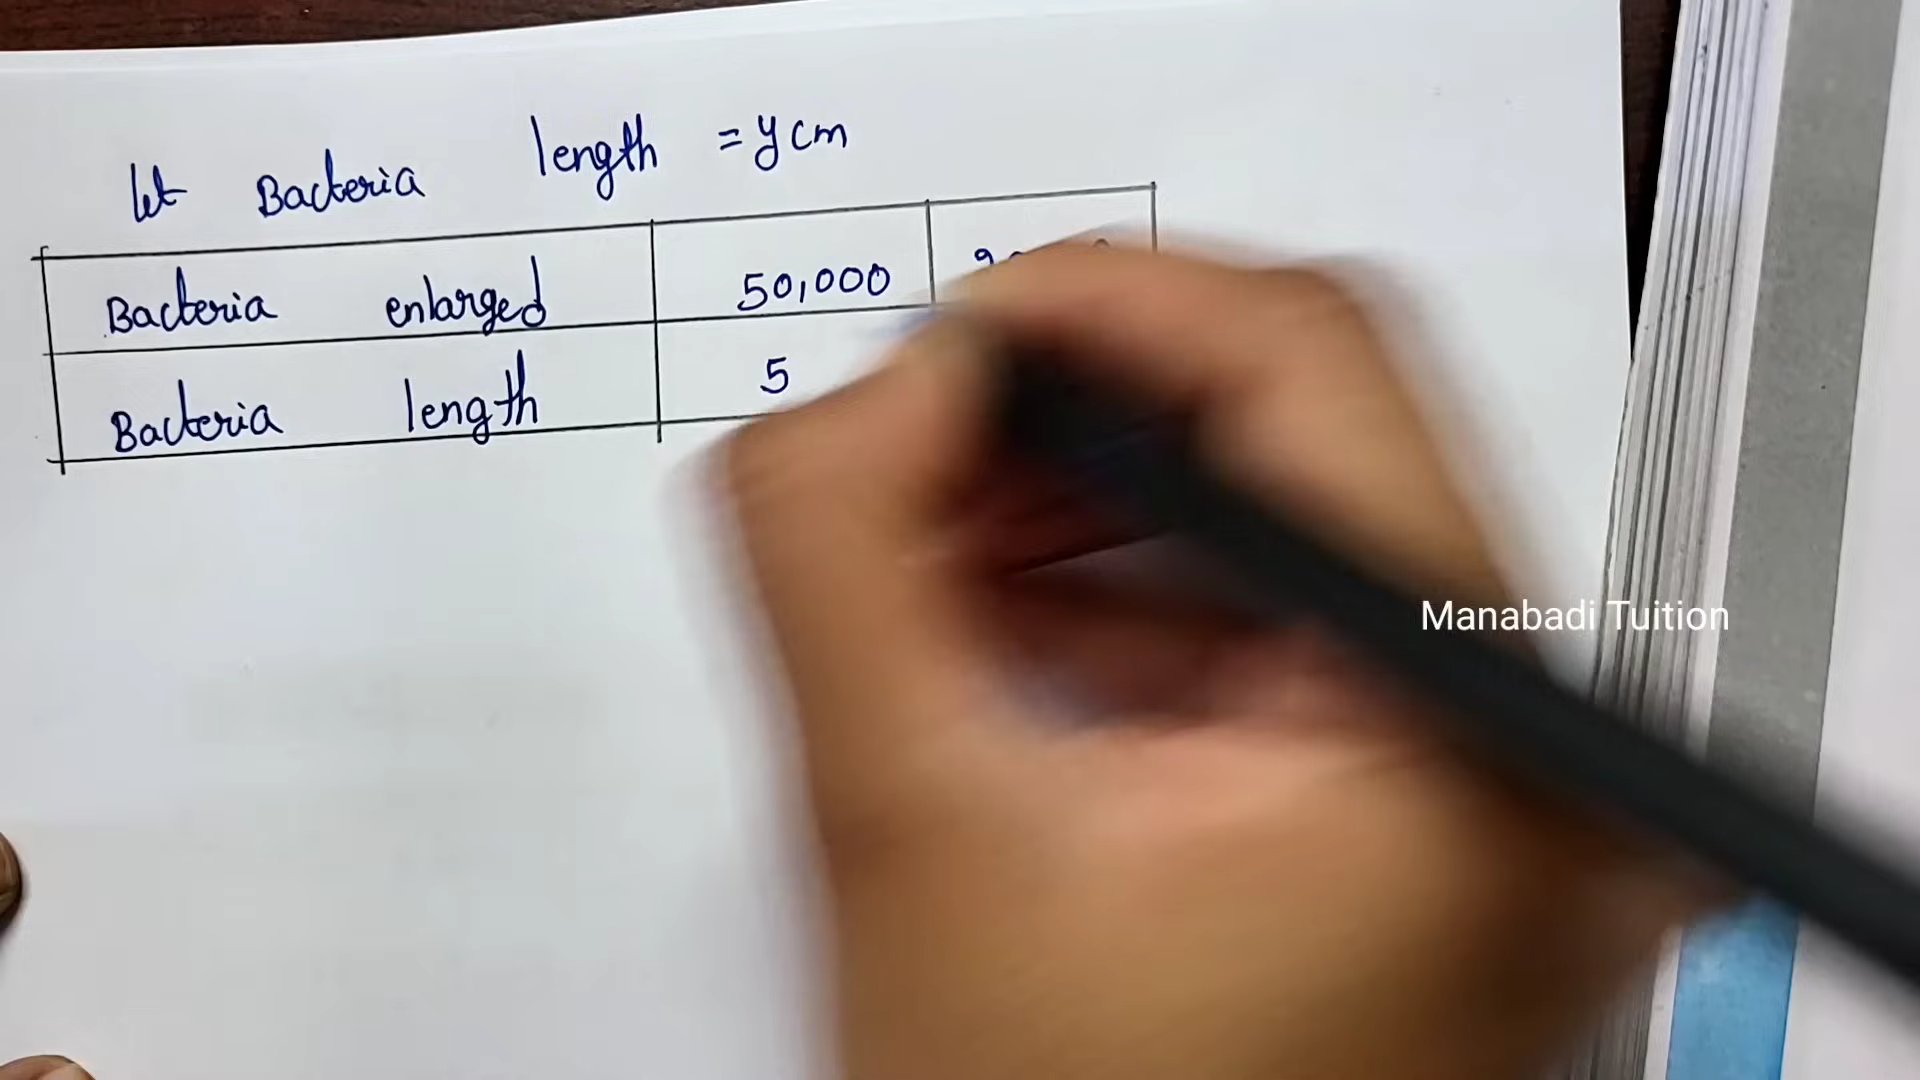 let Bacteria length = y cm
Bacteria enlarged 50,000
Bacteria length 5
Manabadi Tuition